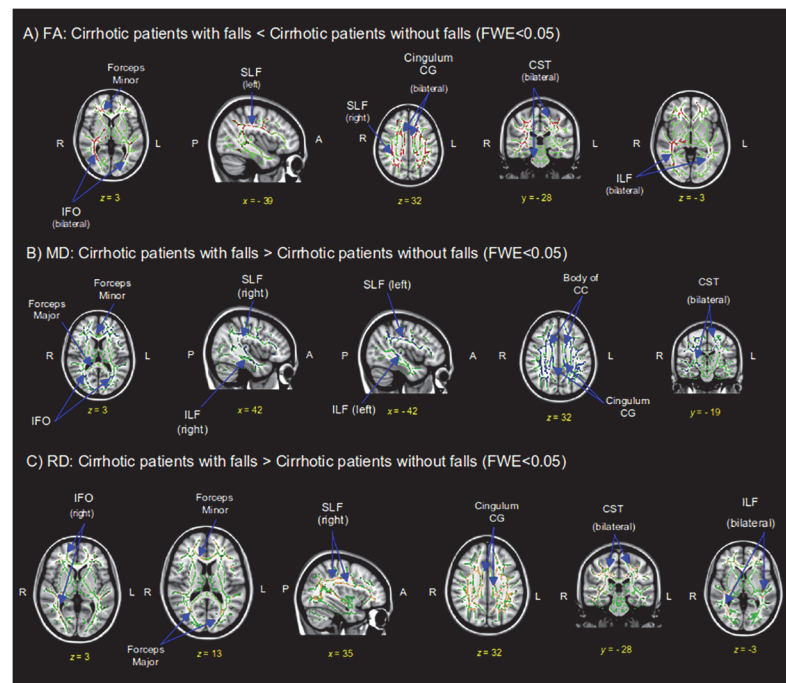 A) FA: Cirrhotic patients with falls < Cirrhotic patients without falls (FWE<0.05)
Forceps
Minor
SLF
(left)
Cingulum
CG
(bilateral)
SLF
(right)
CST
(bilateral)
R
L
P
A
R
L
R
L
R
L
IFO
(bilateral)
ILF
(bilateral)
z = 3
x = - 39
z = 32
y = - 28
z = - 3
B) MD: Cirrhotic patients with falls > Cirrhotic patients without falls (FWE<0.05)
Forceps
Major
Forceps
Minor
SLF
(right)
SLF (left)
Body of
CC
CST
(bilateral)
R
L
P
A
P
A
R
L
R
L
IFO
ILF
(right)
ILF (left)
Cingulum
CG
z = 3
x = 42
x = - 42
z = 32
y = - 19
C) RD: Cirrhotic patients with falls > Cirrhotic patients without falls (FWE<0.05)
IFO
(right)
Forceps
Minor
SLF
(right)
Cingulum
CG
CST
(bilateral)
ILF
(bilateral)
R
L
R
L
P
A
R
L
R
L
R
L
Forceps
Major
z = 3
z = 13
x = 35
z = 32
y = - 28
z = -3